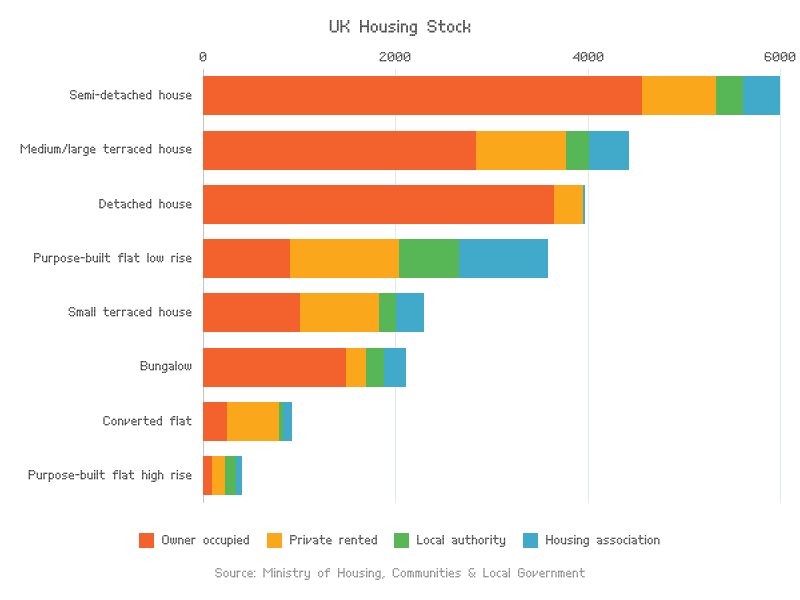 UK Housing Stock
0 2000 4000 6000
Semi-detached house
Medium/large terraced house
Detached house
Purpose-built flat low rise
Small terraced house
Bungalow
Converted flat
Purpose-built flat high rise
Owner occupied Private rented Local authority Housing association
Source: Ministry of Housing, Communities & Local Government